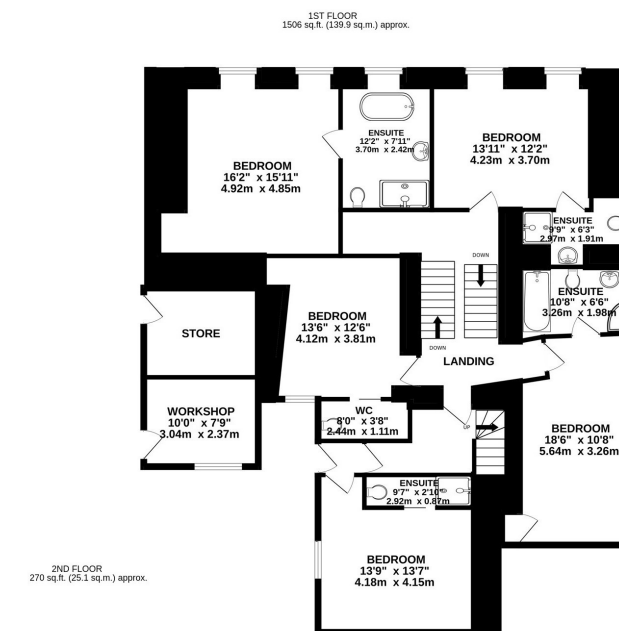 1ST FLOOR
1506 sq.ft. (139.9 sq.m.) approx.
ENSUITE
12'2" x 7'11"
3.70m x 2.42m
BEDROOM
13'11" x 12'2"
4.23m x 3.70m
BEDROOM
16'2" x 15'11"
4.92m x 4.85m
ENSUITE
9'9" x 6'3"
2.97m x 1.91m
DOWN
ENSUITE
10'8" x 6'6"
3.26m x 1.98m
BEDROOM
13'6" x 12'6"
4.12m x 3.81m
STORE
DOWN
LANDING
WORKSHOP
10'0" x 7'9"
3.04m x 2.37m
WC
8'0" x 3'8"
2.44m x 1.11m
UP
BEDROOM
18'6" x 10'8"
5.64m x 3.26m
ENSUITE
9'7" x 2'10"
2.92m x 0.87m
BEDROOM
13'9" x 13'7"
4.18m x 4.15m
2ND FLOOR
270 sq.ft. (25.1 sq.m.) approx.